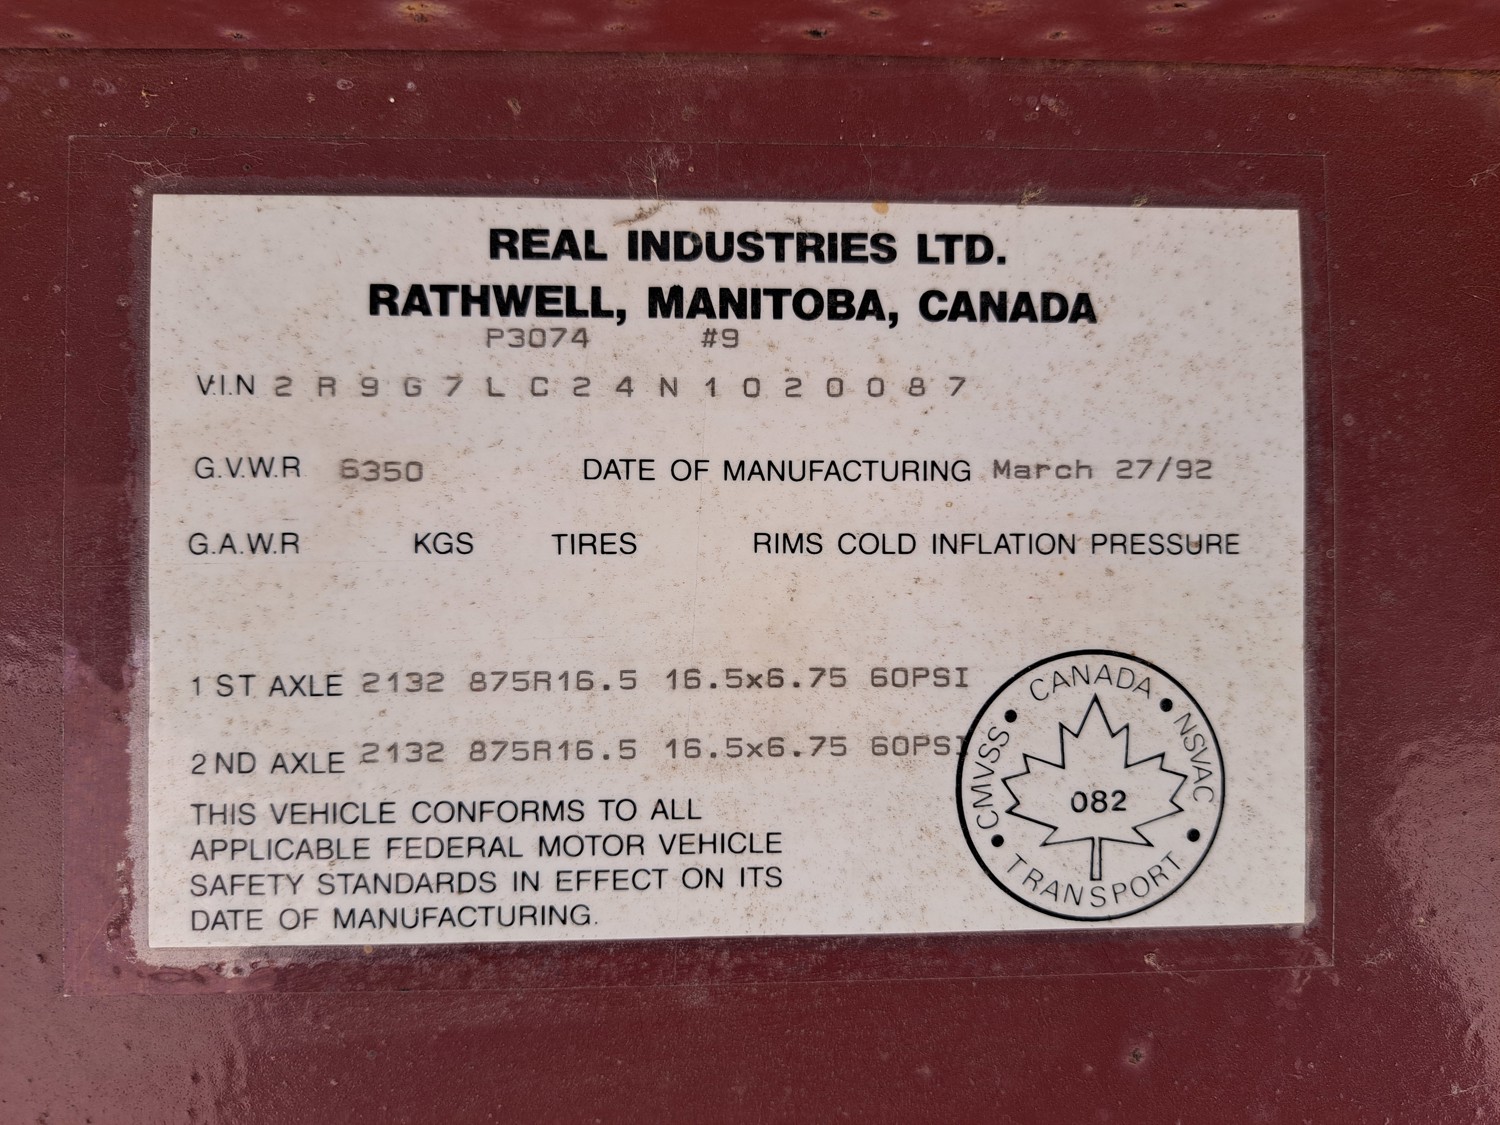 REAL INDUSTRIES LTD.
RATHWELL, MANITOBA, CANADA
P3074 #9
V.I.N 2 R 9 G 7 L C 2 4 N 1 0 2 0 0 8 7
G.V.W.R 6350 DATE OF MANUFACTURING March 27/92
G.A.W.R KGS TIRES RIMS COLD INFLATION PRESSURE
1 ST AXLE 2132 875R16.5 16.5x6.75 60PSI
2 ND AXLE 2132 875R16.5 16.5x6.75 60PSI
THIS VEHICLE CONFORMS TO ALL
APPLICABLE FEDERAL MOTOR VEHICLE
SAFETY STANDARDS IN EFFECT ON ITS
DATE OF MANUFACTURING.
CANADA • NSVAC • TRANSPORT • CMVSS •
082